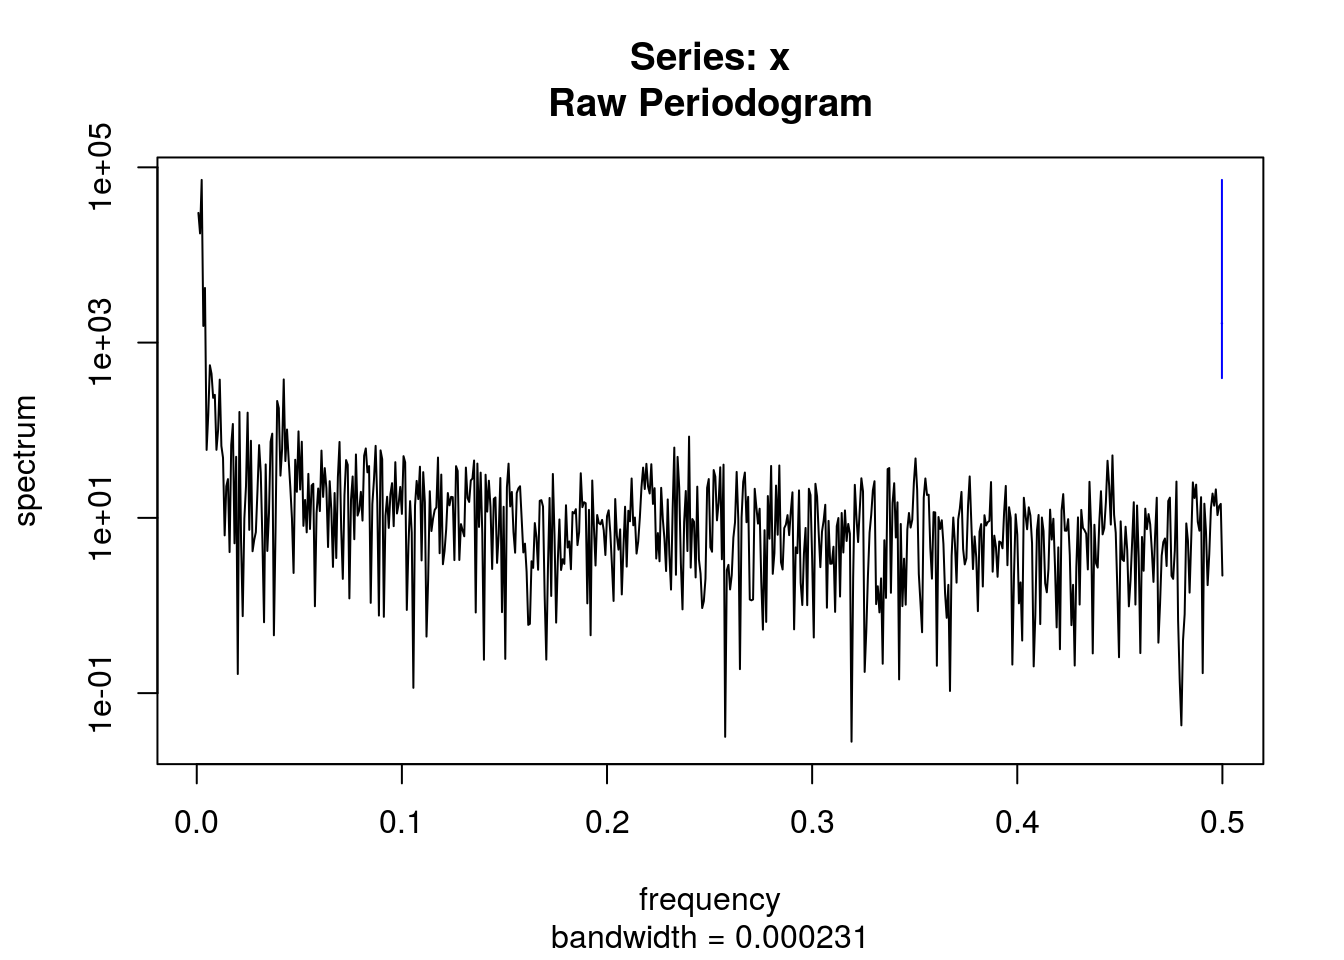 Series: x
Raw Periodogram
1e+05
1e+03
1e+01
1e-01
spectrum
0.0 0.1 0.2 0.3 0.4 0.5
frequency
bandwidth = 0.000231